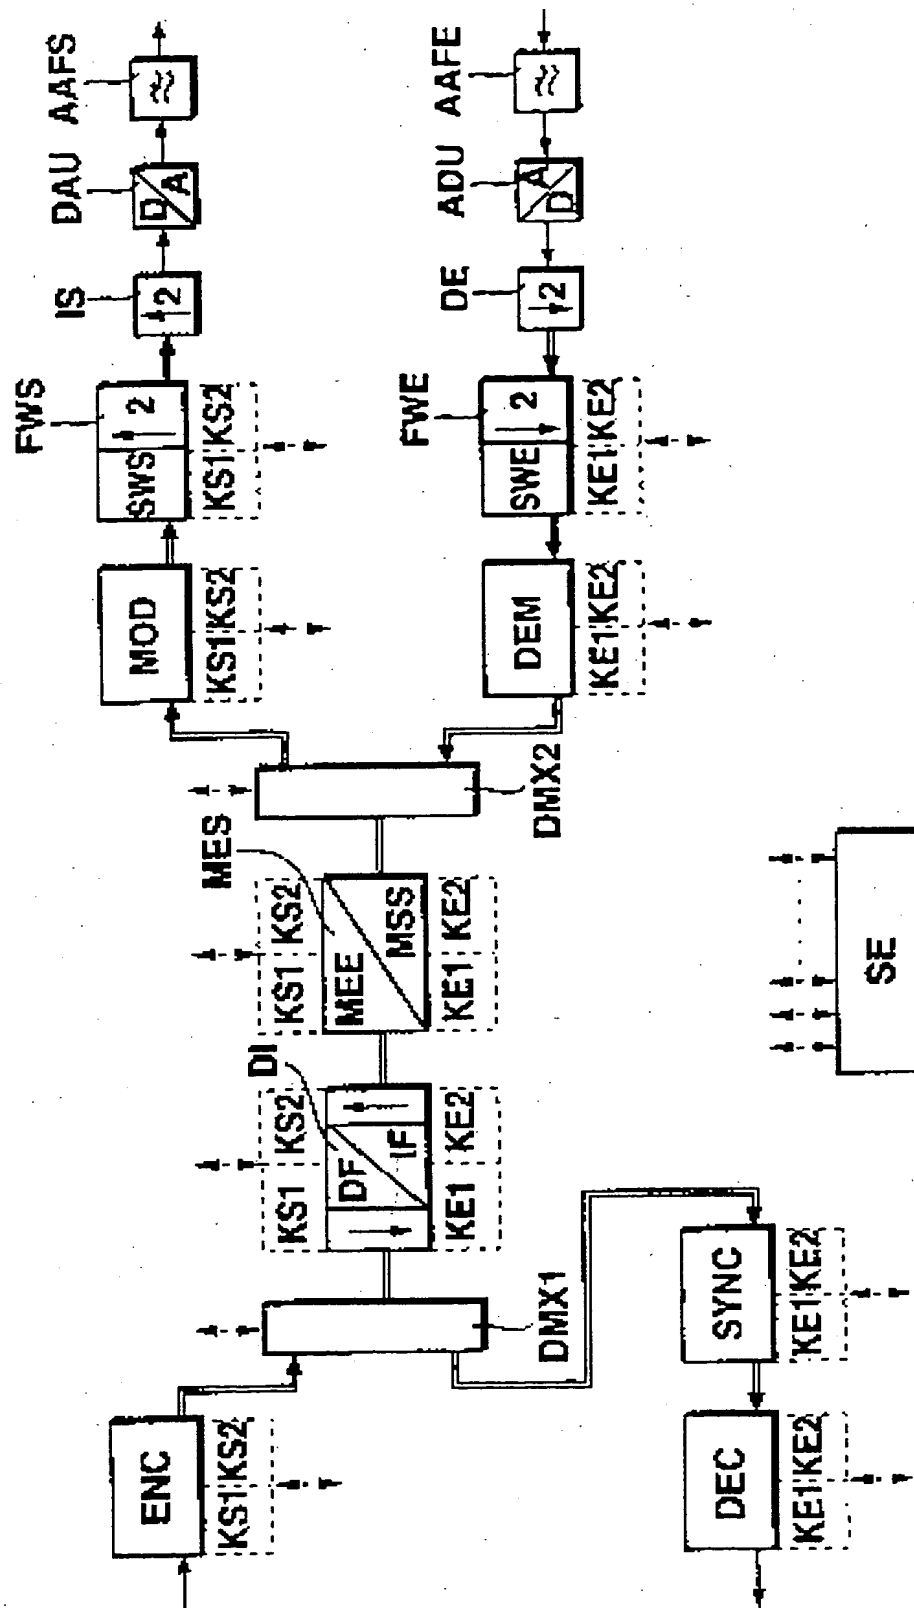 ENC
KS1 KS2
DMX1
DI
KS1 KS2
DF
IF
KE1 KE2
MES
KS1 KS2
MEE
MSS
KE1 KE2
DMX2
MOD
KS1 KS2
FWS
SWS 2
KS1 KS2
IS
2
DAU
D
A
AAFS
≈
DEC
KE1 KE2
SYNC
KE1 KE2
DEM
KE1 KE2
FWE
SWE 2
KE1 KE2
DE
2
ADU
A
D
AAFE
≈
SE